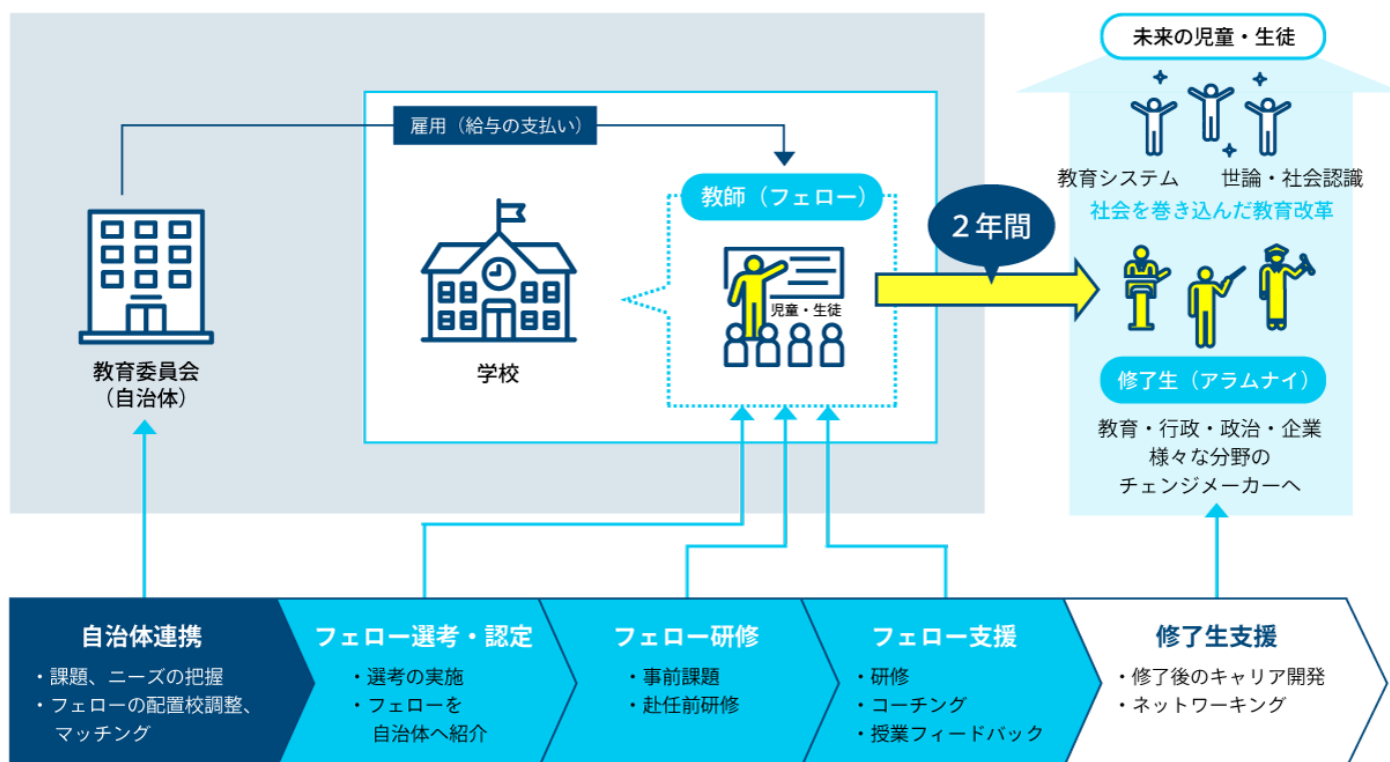 未来の児童・生徒
雇用（給与の支払い）
教育システム
世論・社会認識
教師（フェロー）
社会を巻き込んだ教育改革
２年間
児童・生徒
教育委員会
（自治体）
学校
修了生（アラムナイ）
教育・行政・政治・企業
様々な分野の
チェンジメーカーへ
自治体連携
・課題、ニーズの把握
・フェローの配置校調整、
マッチング
フェロー選考・認定
・選考の実施
・フェローを
自治体へ紹介
フェロー研修
・事前課題
・赴任前研修
フェロー支援
・研修
・コーチング
・授業フィードバック
修了生支援
・修了後のキャリア開発
・ネットワーキング